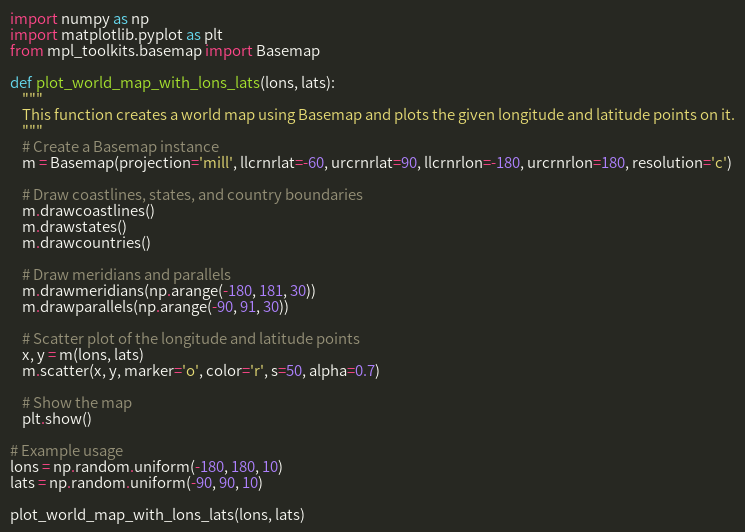 import numpy as np
import matplotlib.pyplot as plt
from mpl_toolkits.basemap import Basemap

def plot_world_map_with_lons_lats(lons, lats):
    """
    This function creates a world map using Basemap and plots the given longitude and latitude points on it.
    """
    # Create a Basemap instance
    m = Basemap(projection='mill', llcrnrlat=-60, urcrnrlat=90, llcrnrlon=-180, urcrnrlon=180, resolution='c')

    # Draw coastlines, states, and country boundaries
    m.drawcoastlines()
    m.drawstates()
    m.drawcountries()

    # Draw meridians and parallels
    m.drawmeridians(np.arange(-180, 181, 30))
    m.drawparallels(np.arange(-90, 91, 30))

    # Scatter plot of the longitude and latitude points
    x, y = m(lons, lats)
    m.scatter(x, y, marker='o', color='r', s=50, alpha=0.7)

    # Show the map
    plt.show()

# Example usage
lons = np.random.uniform(-180, 180, 10)
lats = np.random.uniform(-90, 90, 10)

plot_world_map_with_lons_lats(lons, lats)